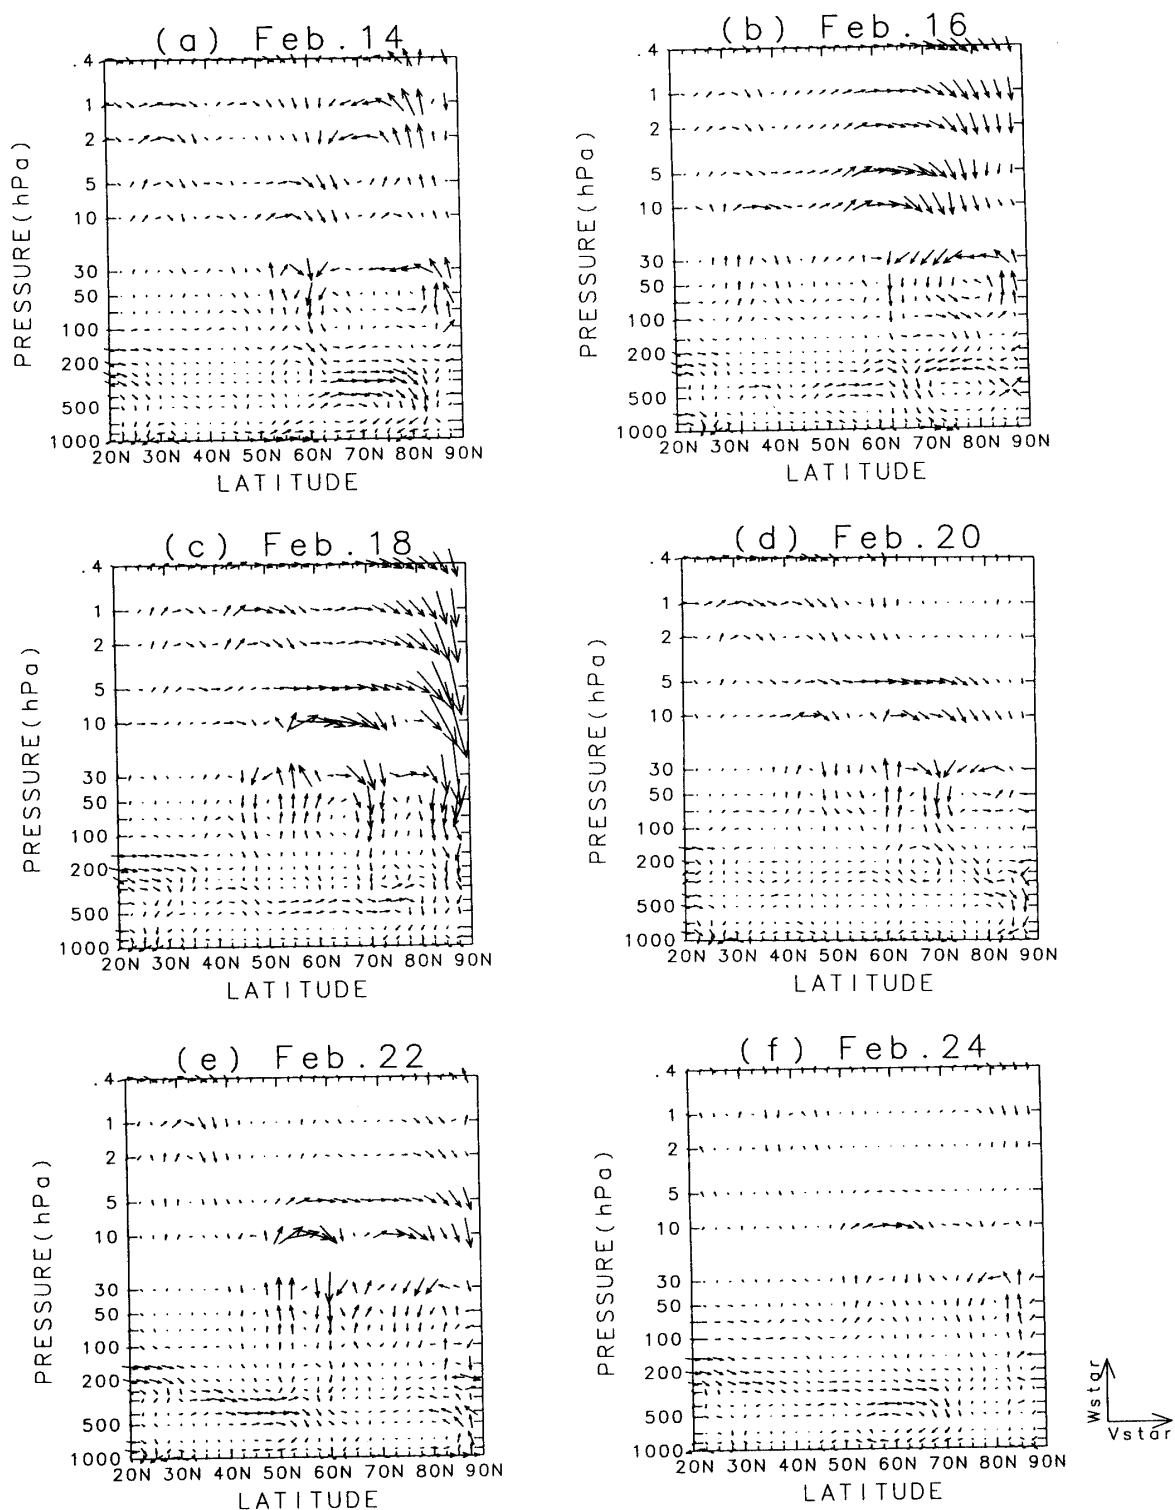 (a) Feb.14
.4
1
2
5
10
30
50
100
200
500
1000
20N 30N 40N 50N 60N 70N 80N 90N
LATITUDE
PRESSURE(hPa)
(b) Feb.16
.4
1
2
5
10
30
50
100
200
500
1000
20N 30N 40N 50N 60N 70N 80N 90N
LATITUDE
PRESSURE(hPa)
(c) Feb.18
.4
1
2
5
10
30
50
100
200
500
1000
20N 30N 40N 50N 60N 70N 80N 90N
LATITUDE
PRESSURE(hPa)
(d) Feb.20
.4
1
2
5
10
30
50
100
200
500
1000
20N 30N 40N 50N 60N 70N 80N 90N
LATITUDE
PRESSURE(hPa)
(e) Feb.22
.4
1
2
5
10
30
50
100
200
500
1000
20N 30N 40N 50N 60N 70N 80N 90N
LATITUDE
PRESSURE(hPa)
(f) Feb.24
.4
1
2
5
10
30
50
100
200
500
1000
20N 30N 40N 50N 60N 70N 80N 90N
LATITUDE
PRESSURE(hPa)
Wstar
Vstar